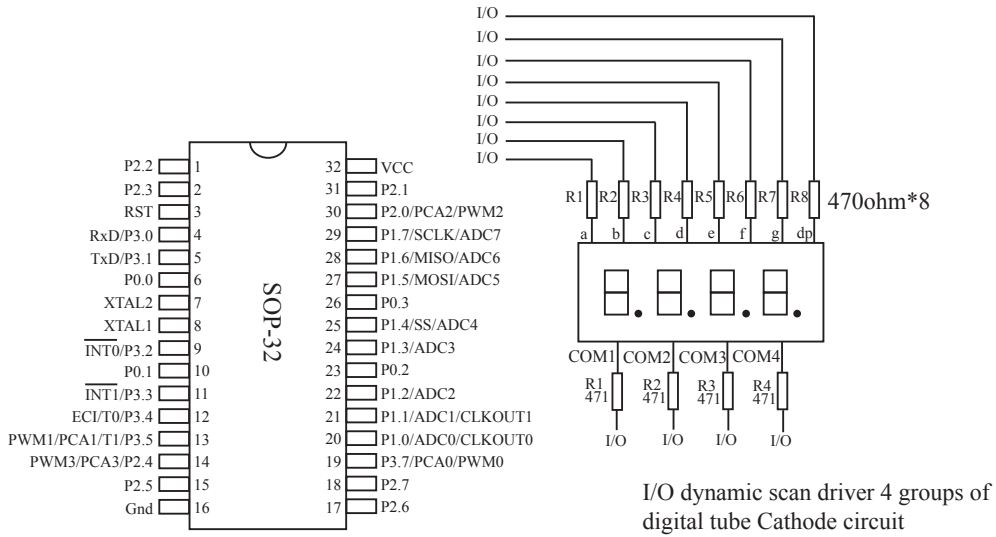 I/O
I/O
I/O
I/O
I/O
I/O
I/O
I/O
R1 R2 R3 R4 R5 R6 R7 R8 470ohm*8
a b c d e f g dp
COM1 COM2 COM3 COM4
R1 R2 R3 R4
471 471 471 471
I/O I/O I/O I/O
I/O dynamic scan driver 4 groups of
digital tube Cathode circuit
SOP-32
P2.2 1 32 VCC
P2.3 2 31 P2.1
RST 3 30 P2.0/PCA2/PWM2
RxD/P3.0 4 29 P1.7/SCLK/ADC7
TxD/P3.1 5 28 P1.6/MISO/ADC6
P0.0 6 27 P1.5/MOSI/ADC5
XTAL2 7 26 P0.3
XTAL1 8 25 P1.4/SS/ADC4
INT0/P3.2 9 24 P1.3/ADC3
P0.1 10 23 P0.2
INT1/P3.3 11 22 P1.2/ADC2
ECI/T0/P3.4 12 21 P1.1/ADC1/CLKOUT1
PWM1/PCA1/T1/P3.5 13 20 P1.0/ADC0/CLKOUT0
PWM3/PCA3/P2.4 14 19 P3.7/PCA0/PWM0
P2.5 15 18 P2.7
Gnd 16 17 P2.6